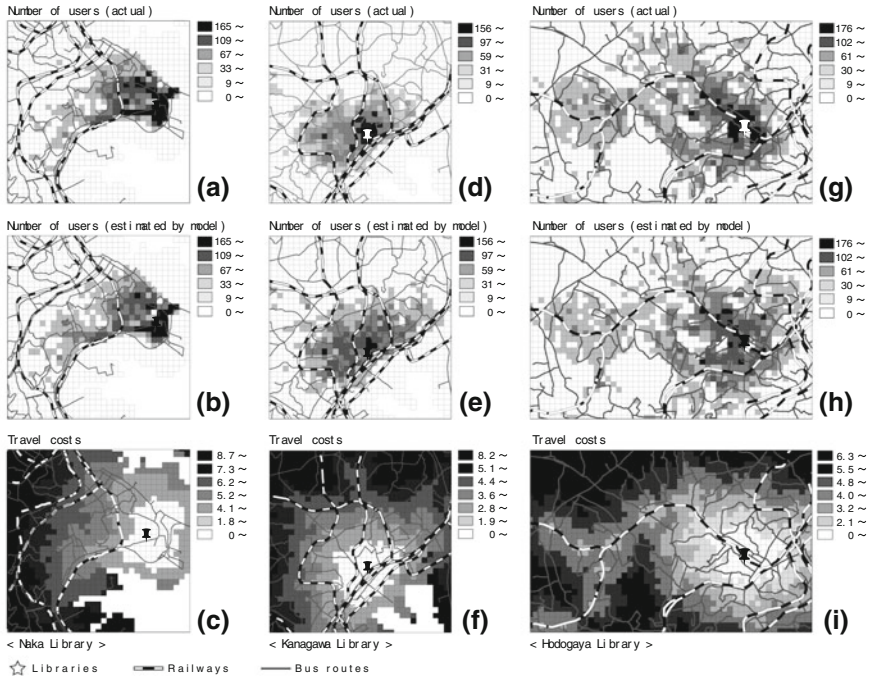 Number of users (actual)
165～
109～
67～
33～
9～
0～
(a)
Number of users (actual)
156～
97～
59～
31～
9～
0～
(d)
Number of users (actual)
176～
102～
61～
30～
9～
0～
(g)
Number of users (estimated by model)
165～
109～
67～
33～
9～
0～
(b)
Number of users (estimated by model)
156～
97～
59～
31～
9～
0～
(e)
Number of users (estimated by model)
176～
102～
61～
30～
9～
0～
(h)
Travel costs
8.7～
7.3～
6.2～
5.2～
4.1～
1.8～
0～
(c)
< Naka Library >
Travel costs
8.2～
5.1～
4.4～
3.6～
2.8～
1.9～
0～
(f)
< Kanagawa Library >
Travel costs
6.3～
5.5～
4.8～
4.0～
3.2～
2.1～
0～
(i)
< Hodogaya Library >
Libraries Railways Bus routes